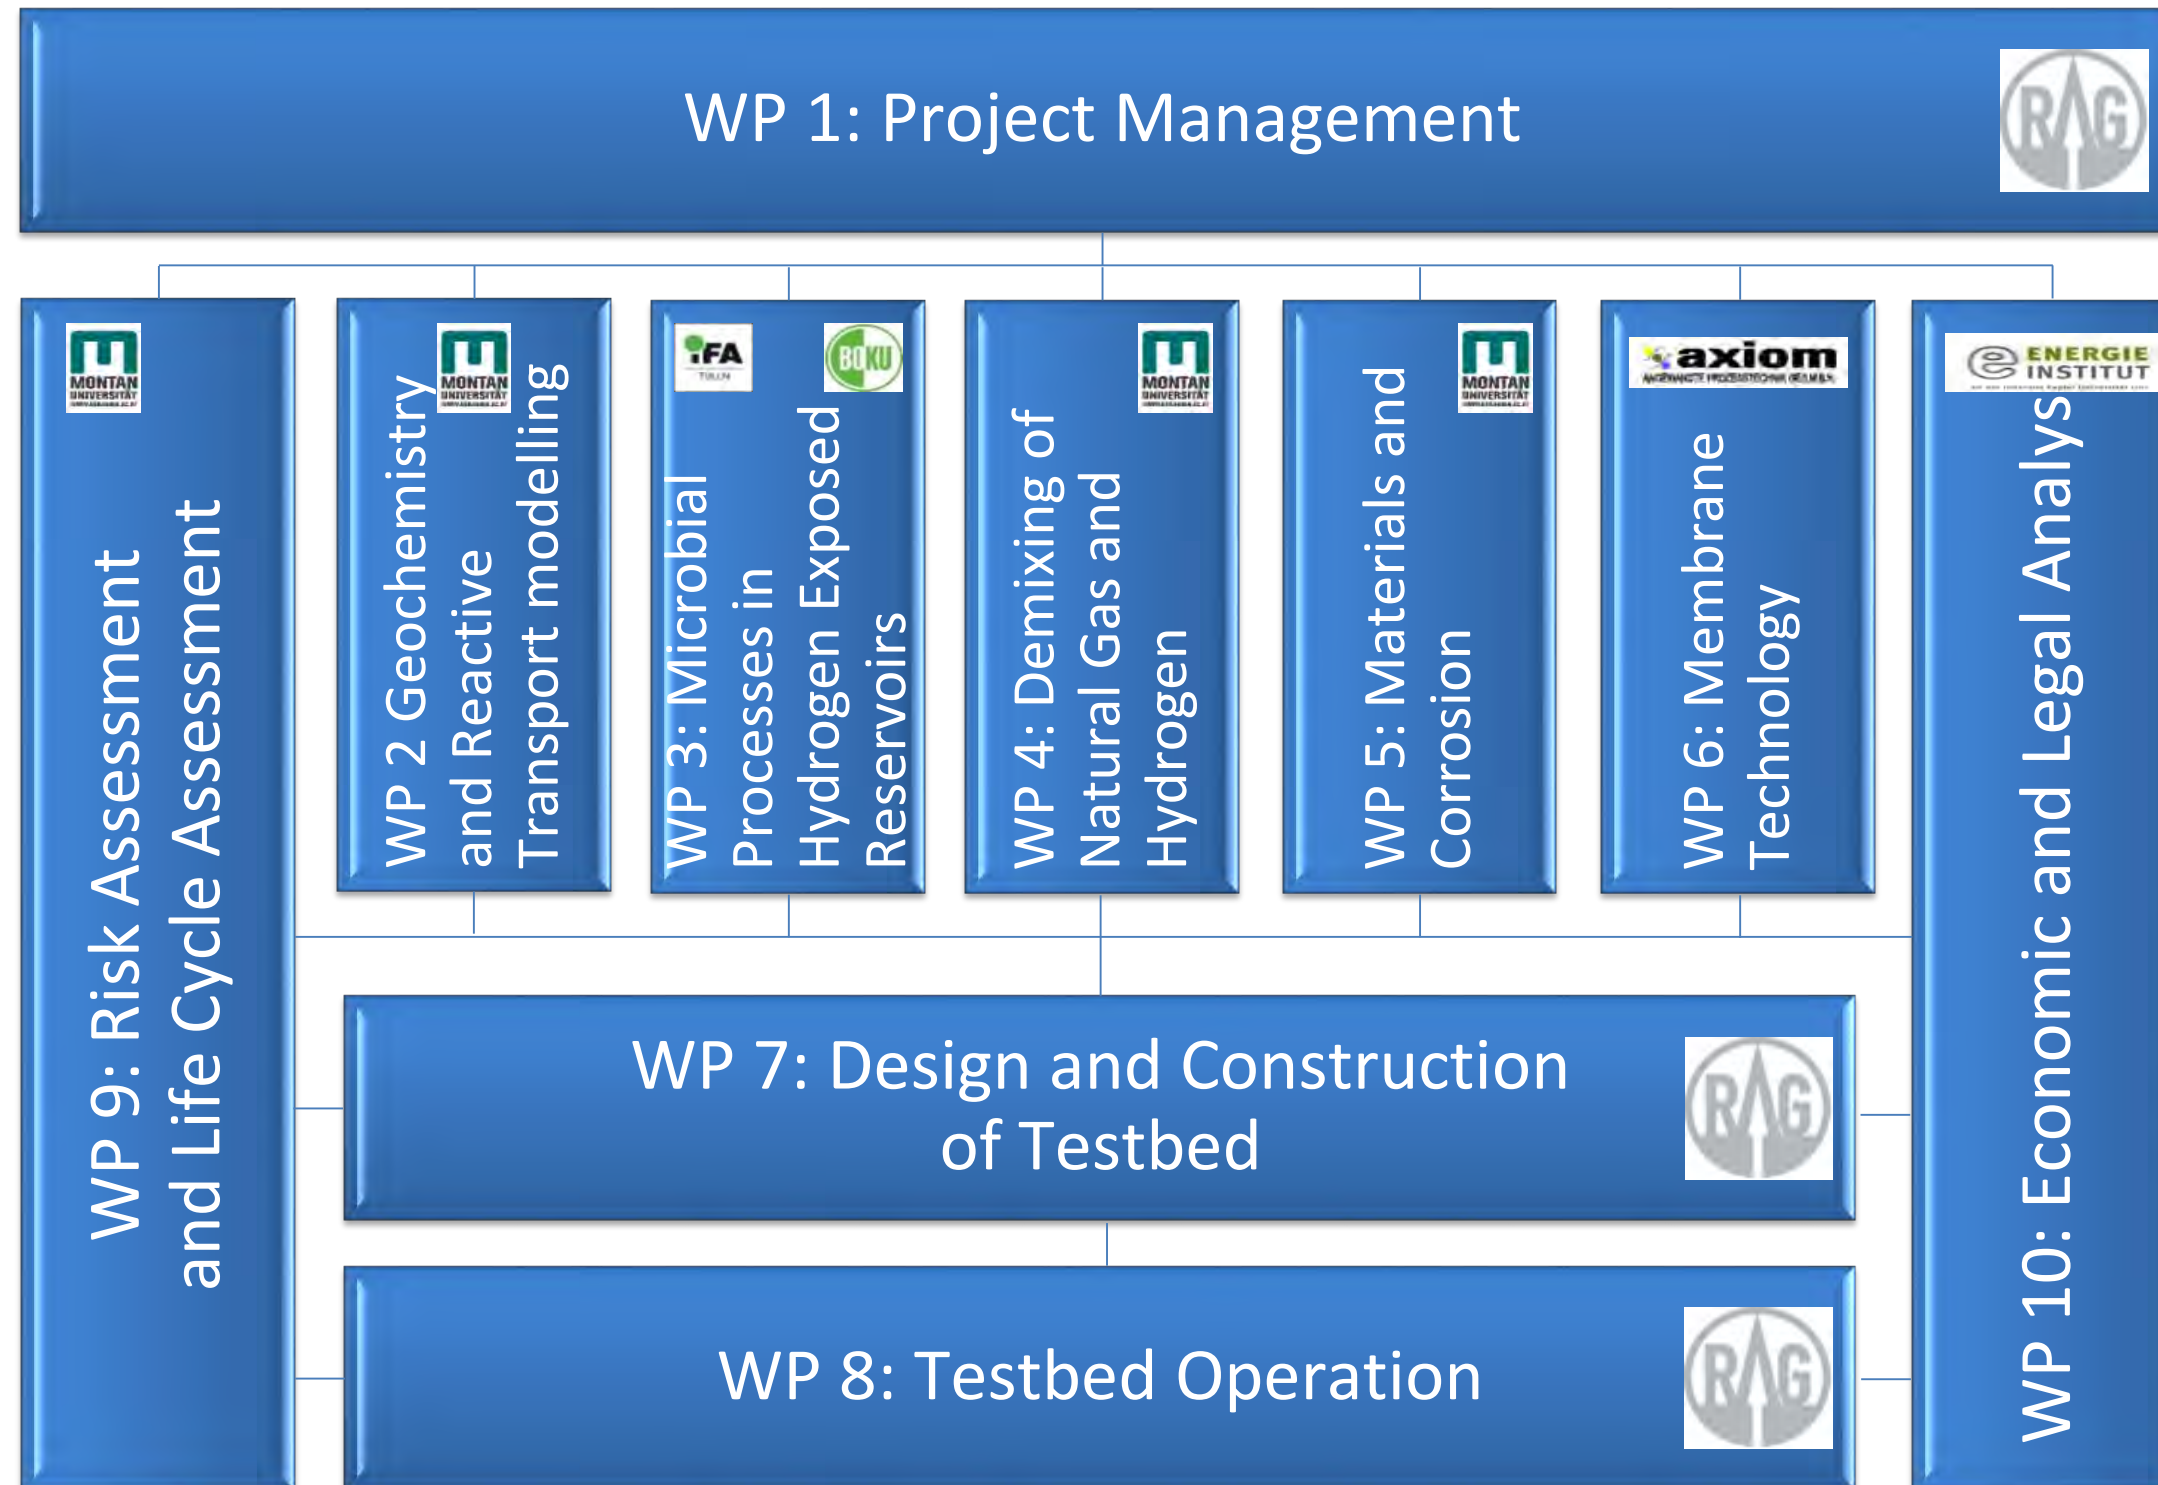 WP 1: Project Management
RAG
MONTAN
UNIVERSITÄT
WP 9: Risk Assessment
and Life Cycle Assessment
MONTAN
UNIVERSITÄT
WP 2 Geochemistry
and Reactive
Transport modelling
iFA
TULLN
BOKU
WP 3: Microbial
Processes in
Hydrogen Exposed
Reservoirs
MONTAN
UNIVERSITÄT
WP 4: Demixing of
Natural Gas and
Hydrogen
MONTAN
UNIVERSITÄT
WP 5: Materials and
Corrosion
axiom
ANGEWANDTE PROZESSTECHNIK GES.M.B.H.
WP 6: Membrane
Technology
ENERGIE
INSTITUT
WP 10: Economic and Legal Analys
WP 7: Design and Construction
of Testbed
RAG
WP 8: Testbed Operation
RAG